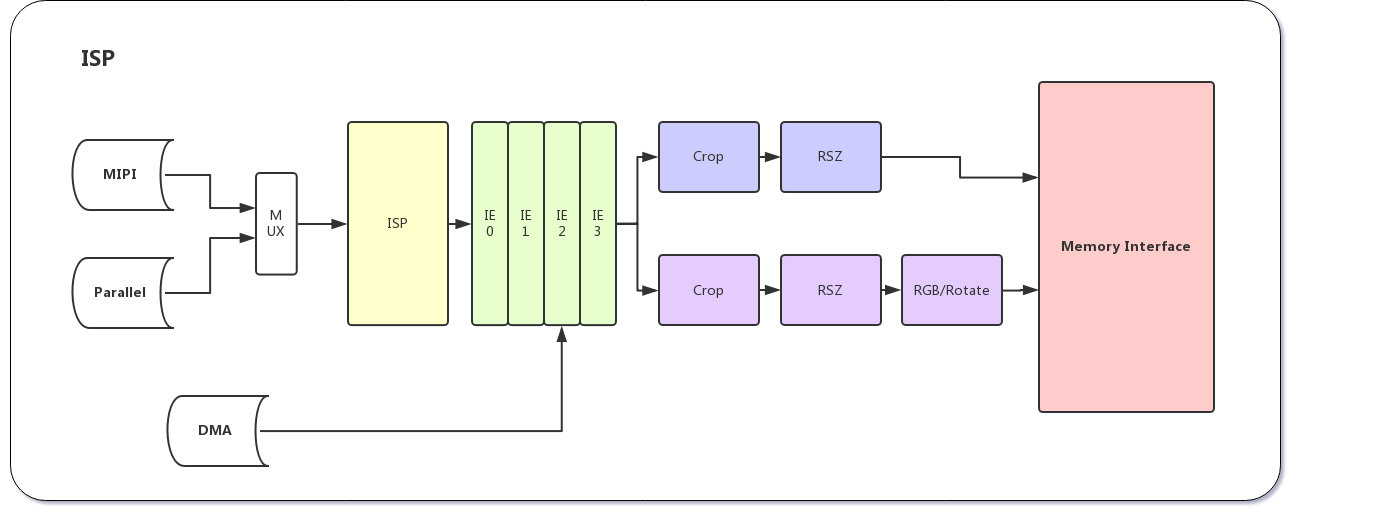 ISP
MIPI
Parallel
M
UX
ISP
IE
0
IE
1
IE
2
IE
3
Crop
RSZ
Crop
RSZ
RGB/Rotate
Memory Interface
DMA